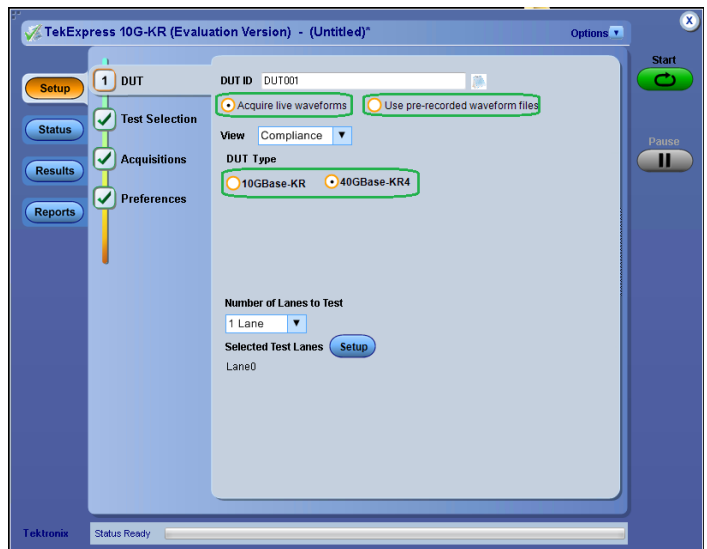 TekExpress 10G-KR (Evaluation Version) - (Untitled)*
Options
x
Start
Setup
Status
Results
Reports
1 DUT
Test Selection
Acquisitions
Preferences
DUT ID DUT001
Acquire live waveforms
Use pre-recorded waveform files
View Compliance
DUT Type
10GBase-KR
40GBase-KR4
Pause
Number of Lanes to Test
1 Lane
Selected Test Lanes Setup
Lane0
Tektronix
Status Ready